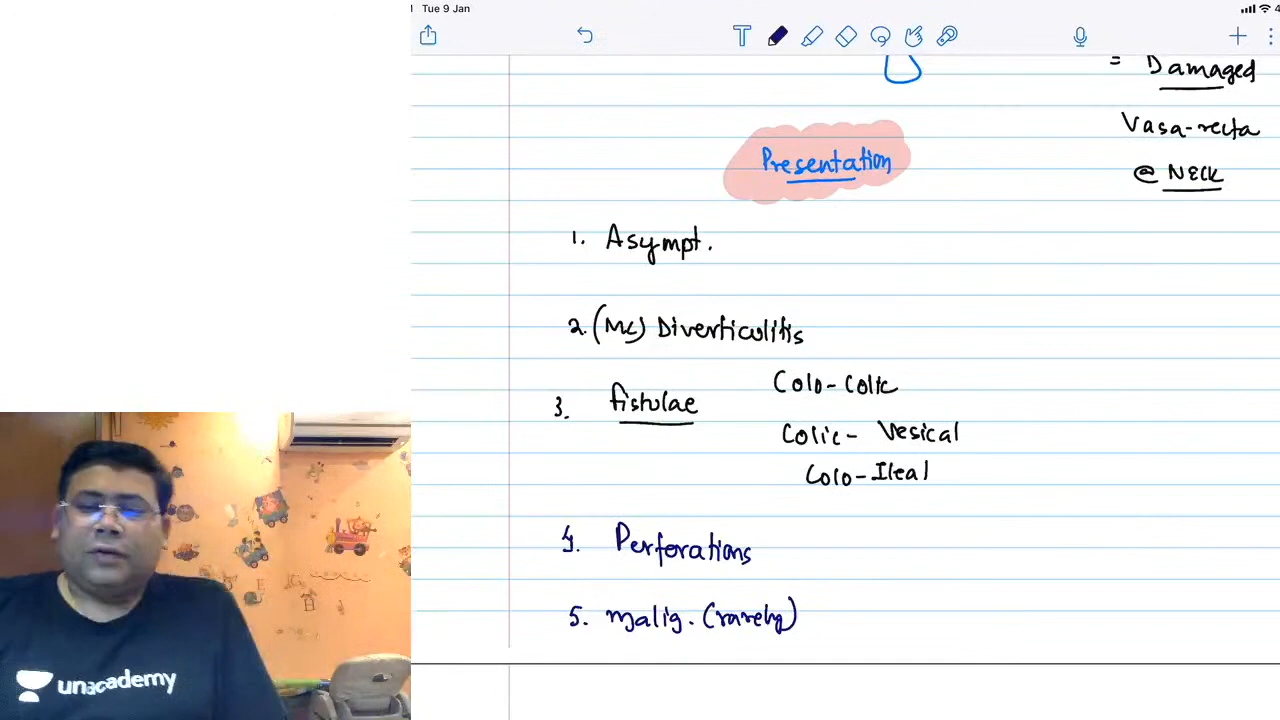 Tue 9 Jan
= Damaged
Vasa-recta
@ NECK
Presentation
1. Asympt.
2. (MC) Diverticulitis
3. fistulae
Colo-Colic
Colic- Vesical
Colo-Ileal
4. Perforations
5. Malig. (rarely)
unacademy